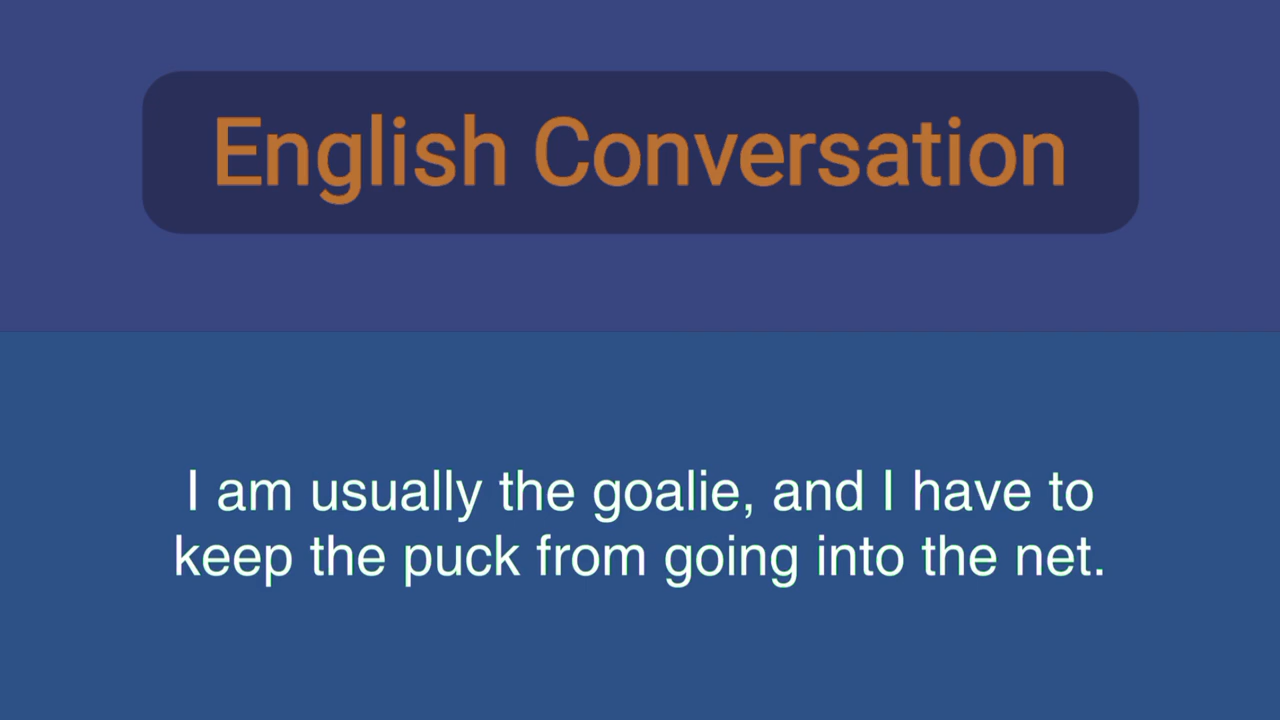 English Conversation
I am usually the goalie, and I have to
keep the puck from going into the net.